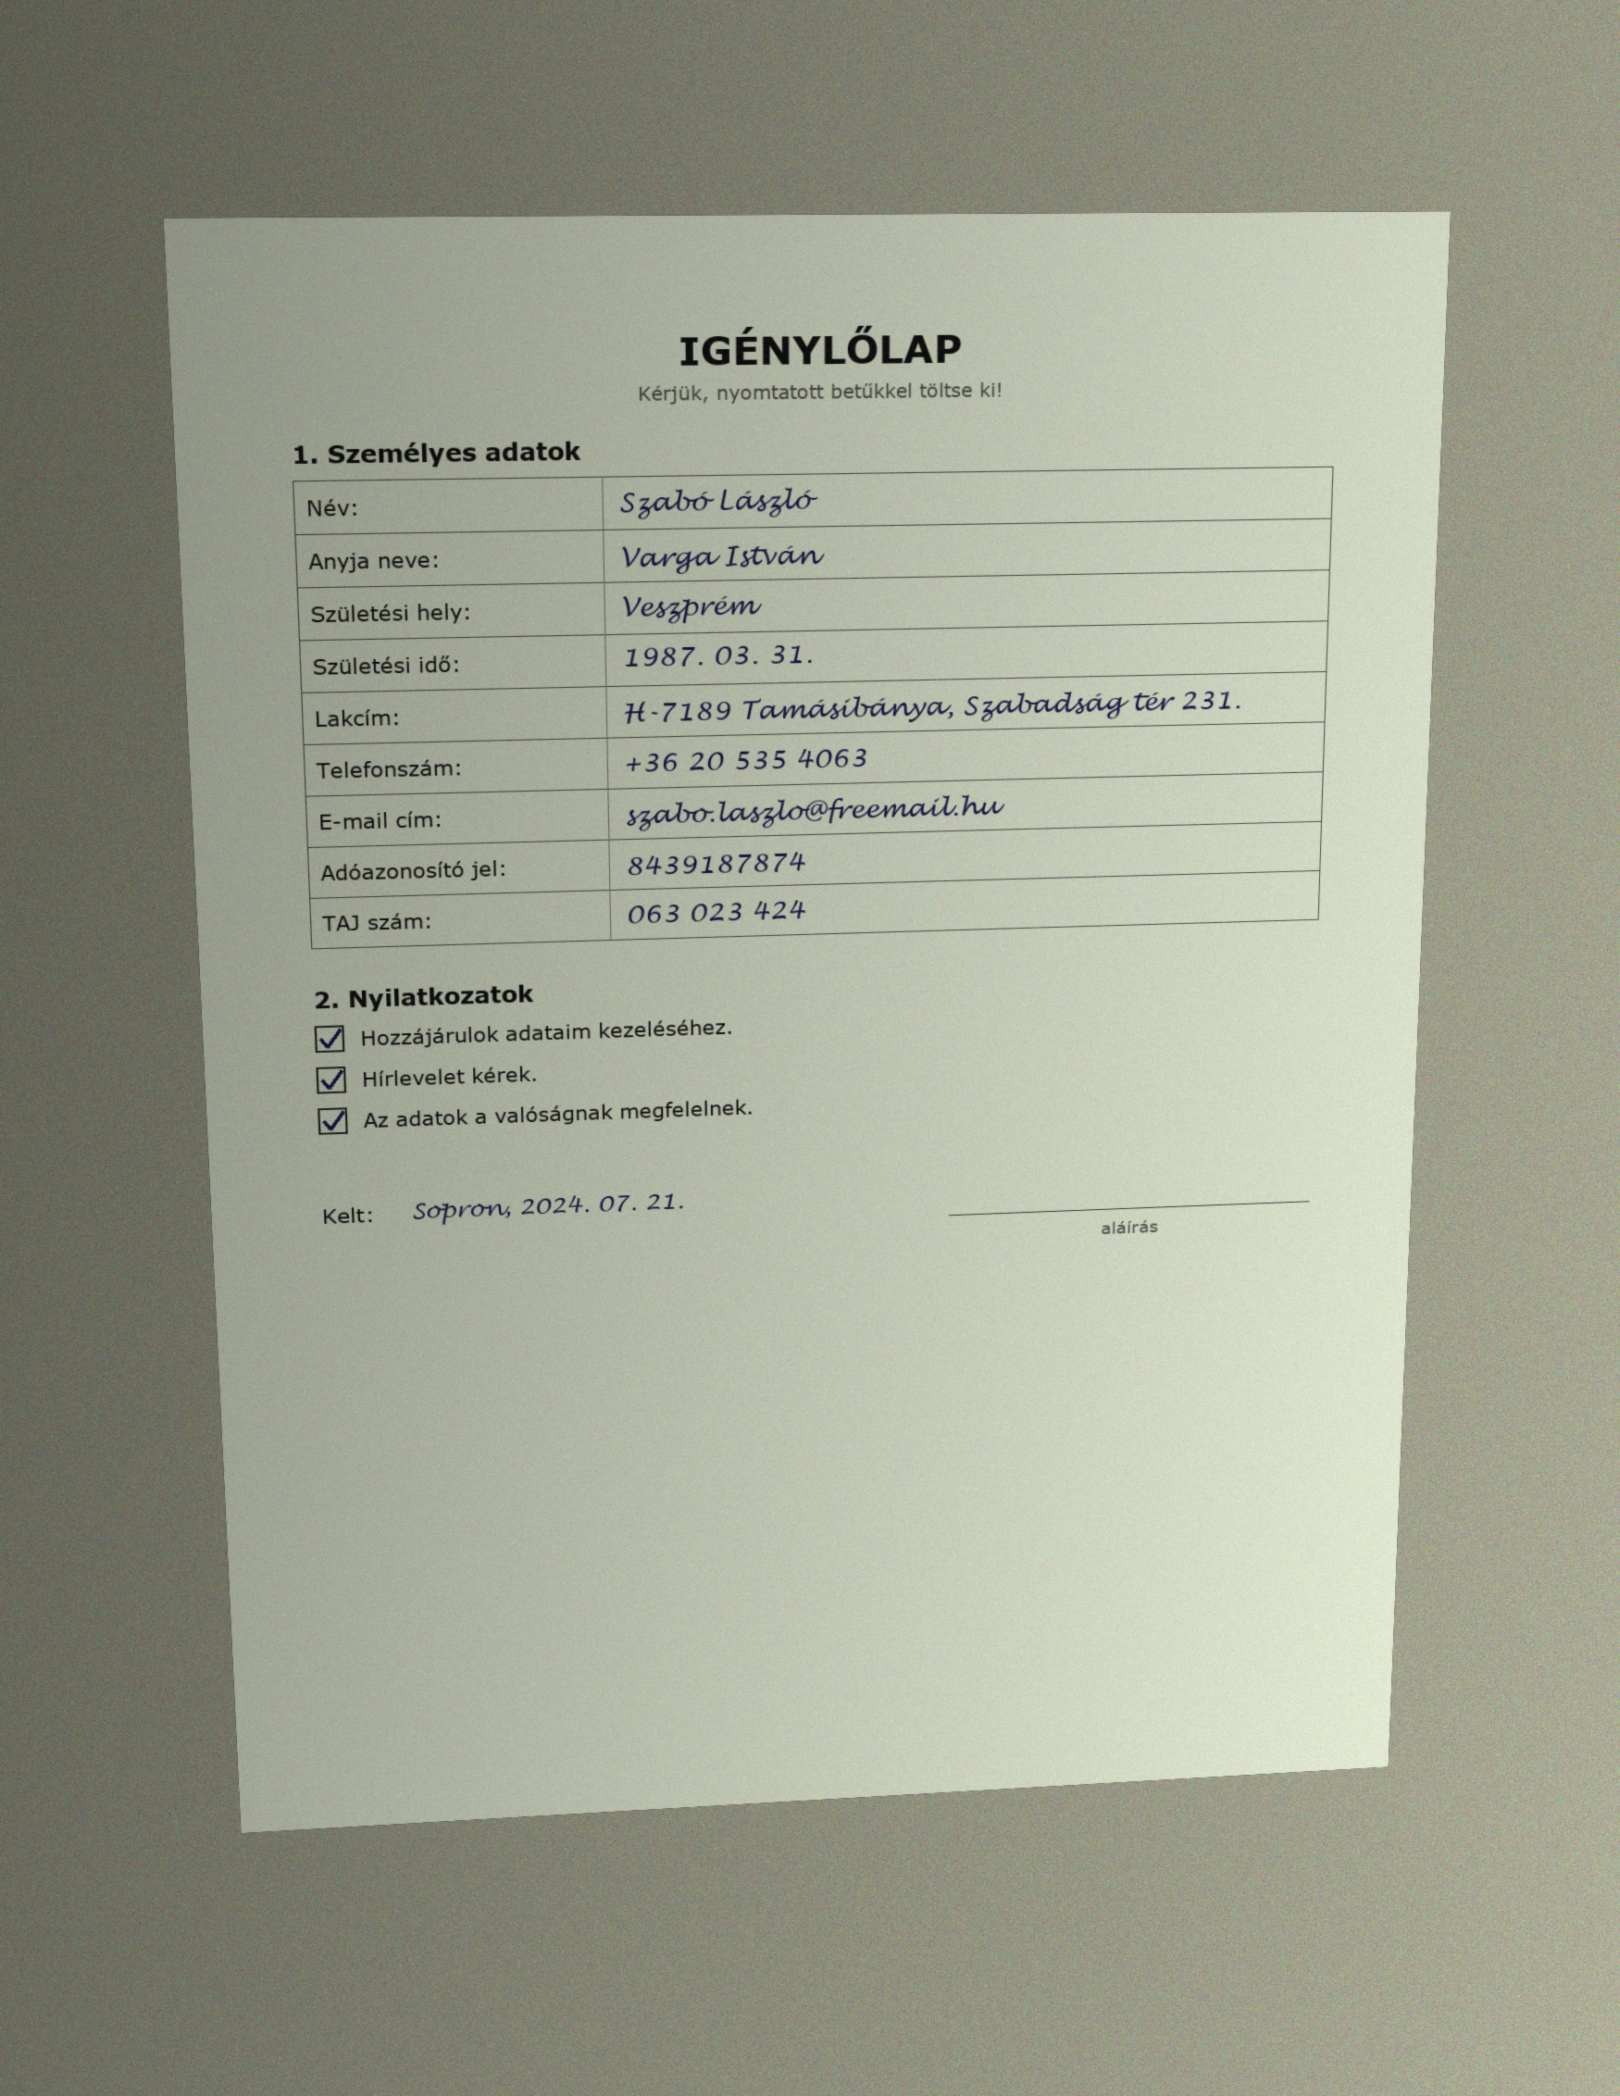 IGÉNYLŐLAP
Kérjük, nyomtatott betűkkel töltse ki!
1. Személyes adatok
Név: Szabó László
Anyja neve: Varga István
Születési hely: Veszprém
Születési idő: 1987. 03. 31.
Lakcím: H-7189 Tamásibánya, Szabadság tér 231.
Telefonszám: +36 20 535 4063
E-mail cím: szabo.laszlo@freemail.hu
Adóazonosító jel: 8439187874
TAJ szám: 063 023 424
2. Nyilatkozatok
Hozzájárulok adataim kezeléséhez.
Hírlevelet kérek.
Az adatok a valóságnak megfelelnek.
Kelt: Sopron, 2024. 07. 21.
aláírás